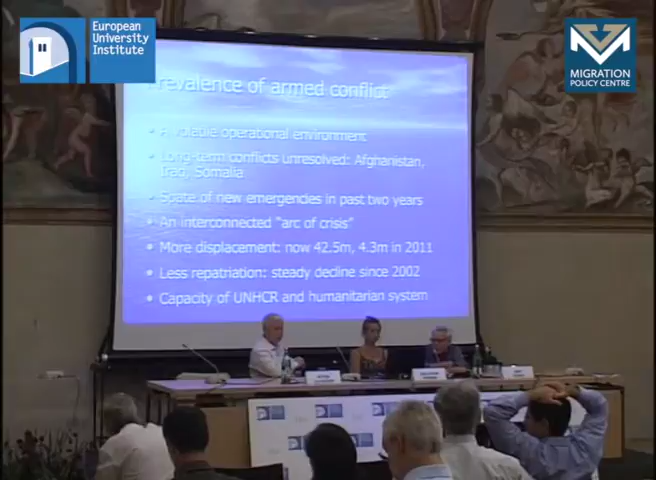 European
University
Institute
MIGRATION
POLICY CENTRE
Prevalence of armed conflict
• A volatile operational environment
• Long-term conflicts unresolved: Afghanistan,
Iraq, Somalia
• Spate of new emergencies in past two years
• An interconnected "arc of crisis"
• More displacement: now 42.5m, 4.3m in 2011
• Less repatriation: steady decline since 2002
• Capacity of UNHCR and humanitarian system